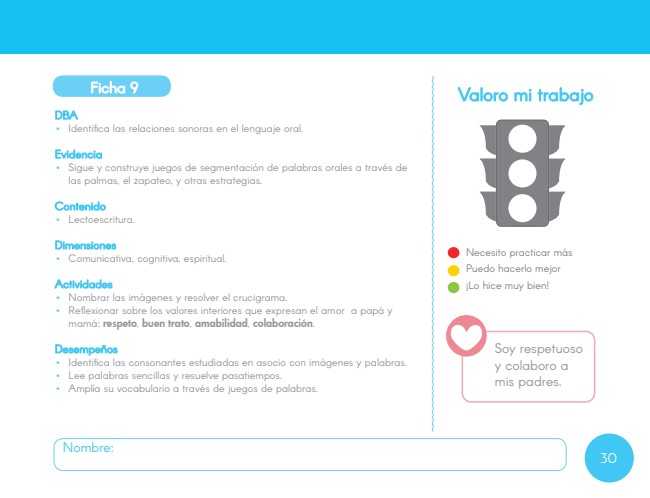 Ficha 9
DBA
• Identifica las relaciones sonoras en el lenguaje oral.
Evidencia
• Sigue y construye juegos de segmentación de palabras orales a través de
las palmas, el zapateo, y otras estrategias.
Contenido
• Lectoescritura.
Dimensiones
• Comunicativa, cognitiva, espiritual.
Actividades
• Nombrar las imágenes y resolver el crucigrama.
• Reflexionar sobre los valores interiores que expresan el amor a papá y
mamá: respeto, buen trato, amabilidad, colaboración.
Desempeños
• Identifica las consonantes estudiadas en asocio con imágenes y palabras.
• Lee palabras sencillas y resuelve pasatiempos.
• Amplía su vocabulario a través de juegos de palabras.
Valoro mi trabajo
Necesito practicar más
Puedo hacerlo mejor
¡Lo hice muy bien!
Soy respetuoso
y colaboro a
mis padres.
Nombre:
30